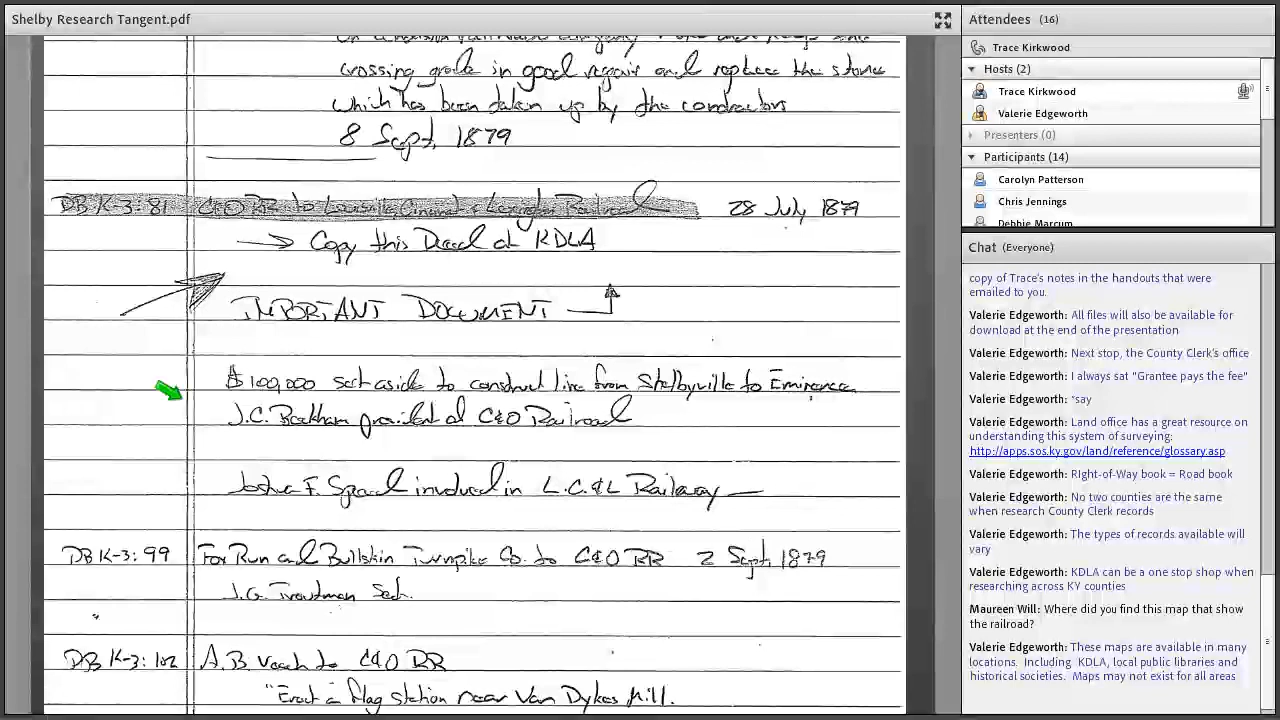 Shelby Research Tangent.pdf
crossing grade in good repair and replace the stone
which has been taken up by the contractors
8 Sept, 1879
DB K-3: 81 C&O RR to Louisville Cincinnati & Lexington Railroad 28 July 1879
→ Copy this Deed at KDLA
IMPORTANT DOCUMENT
$100,000 set aside to construct line from Shelbyville to Eminence
J.C. Beckham president of C&O Railroad
Joshua F. Speed involved in L.C.&L Railway —
DB K-3: 99 Fox Run and Bullskin Turnpike Co. to C&O RR 2 Sept, 1879
J.G. Troutman Sect.
DB K-3: 102 A.B. Veech to C&O RR
"Erect a flag station near Van Dykes Mill.
Attendees (16)
Trace Kirkwood
Hosts (2)
Trace Kirkwood
Valerie Edgeworth
Presenters (0)
Participants (14)
Carolyn Patterson
Chris Jennings
Debbie Marcum
Chat (Everyone)
copy of Trace's notes in the handouts that were
emailed to you.
Valerie Edgeworth: All files will also be available for
download at the end of the presentation
Valerie Edgeworth: Next stop, the County Clerk's office
Valerie Edgeworth: I always sat "Grantee pays the fee"
Valerie Edgeworth: *say
Valerie Edgeworth: Land office has a great resource on
understanding this system of surveying:
http://apps.sos.ky.gov/land/reference/glossary.asp
Valerie Edgeworth: Right-of-Way book = Road book
Valerie Edgeworth: No two counties are the same
when research County Clerk records
Valerie Edgeworth: The types of records available will
vary
Valerie Edgeworth: KDLA can be a one stop shop when
researching across KY counties
Maureen Will: Where did you find this map that show
the railroad?
Valerie Edgeworth: These maps are available in many
locations. Including KDLA, local public libraries and
historical societies. Maps may not exist for all areas